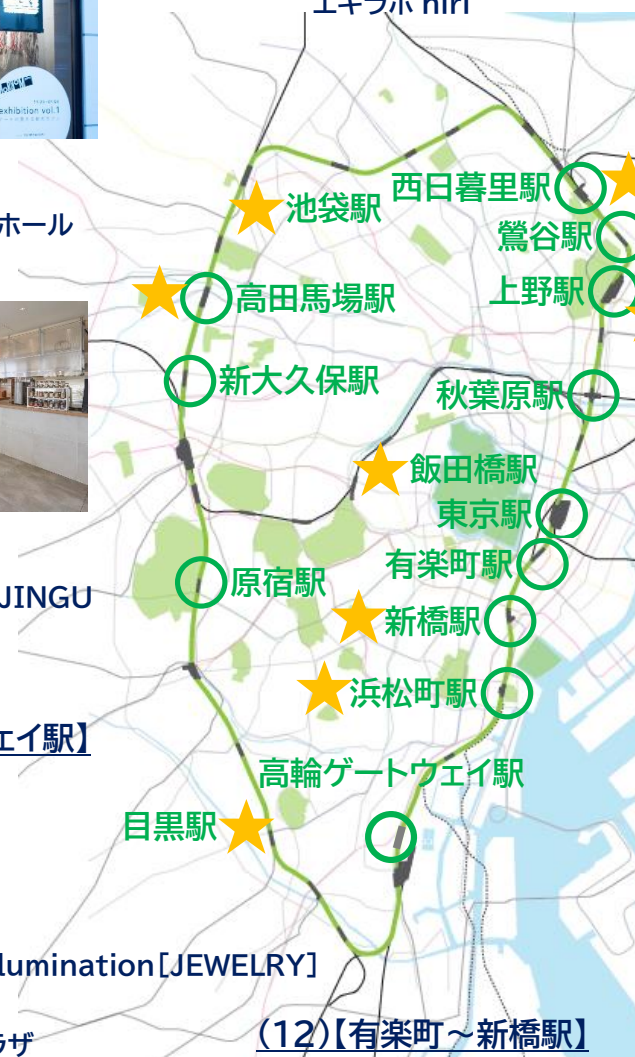 エキラボ niri
exhibition vol.1
ホール
西日暮里駅
池袋駅
鶯谷駅
上野駅
高田馬場駅
新大久保駅
秋葉原駅
飯田橋駅
東京駅
有楽町駅
原宿駅
JINGU
新橋駅
浜松町駅
ェイ駅】
高輪ゲートウェイ駅
目黒駅
lumination[JEWELRY]
(12)【有楽町~新橋駅】
ラザ